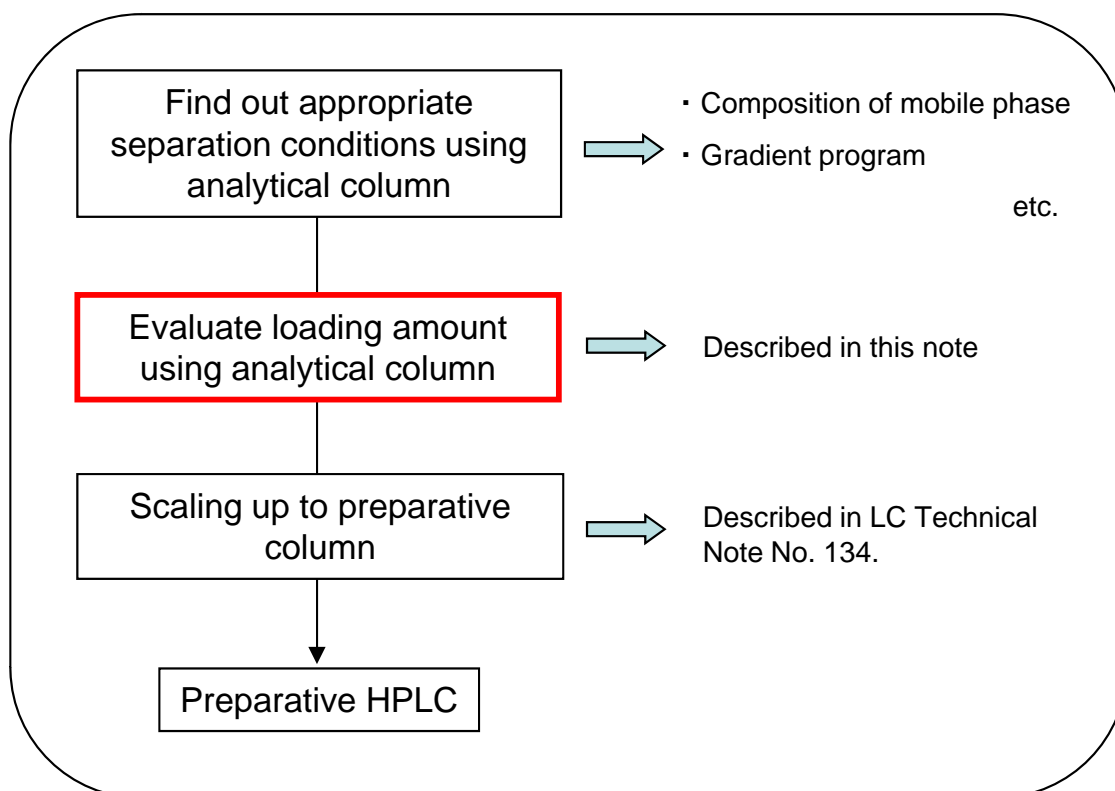 Find out appropriate
separation conditions using
analytical column
・ Composition of mobile phase
・ Gradient program
etc.
Evaluate loading amount
using analytical column
Described in this note
Scaling up to preparative
column
Described in LC Technical
Note No. 134.
Preparative HPLC